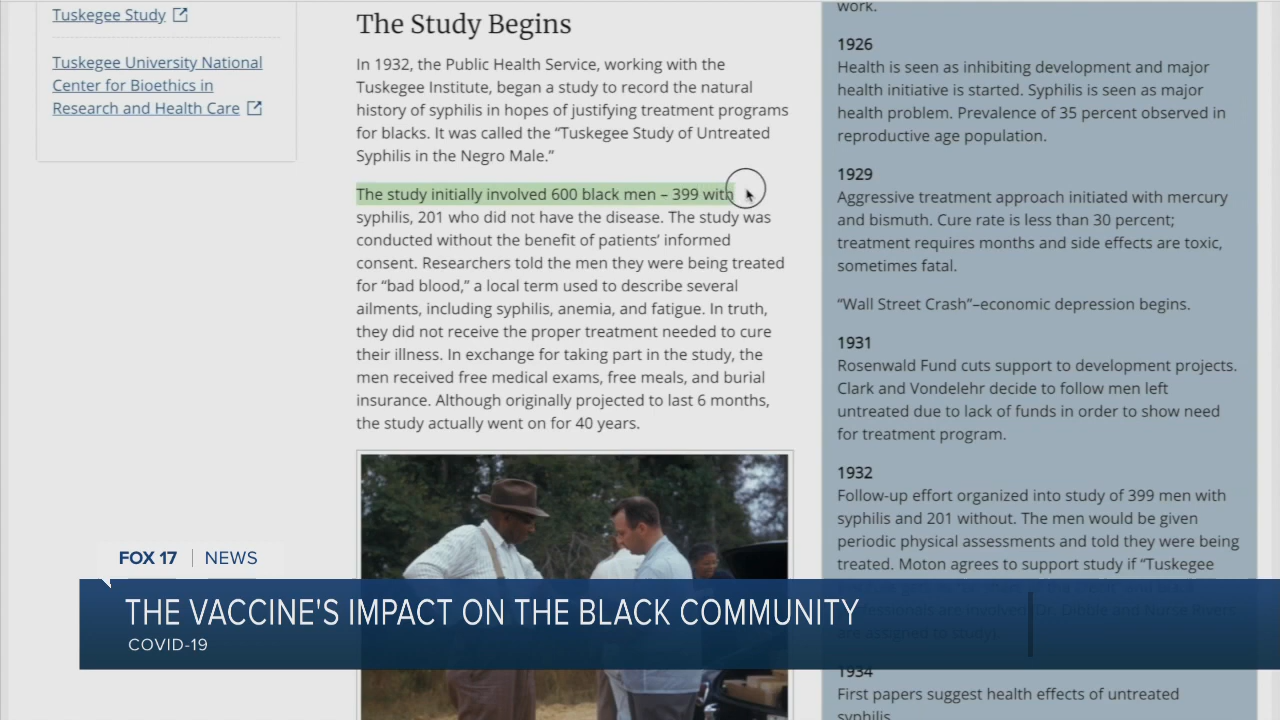 Tuskegee Study
Tuskegee University National
Center for Bioethics in
Research and Health Care
The Study Begins
In 1932, the Public Health Service, working with the
Tuskegee Institute, began a study to record the natural
history of syphilis in hopes of justifying treatment programs
for blacks. It was called the “Tuskegee Study of Untreated
Syphilis in the Negro Male.”
The study initially involved 600 black men – 399 with
syphilis, 201 who did not have the disease. The study was
conducted without the benefit of patients’ informed
consent. Researchers told the men they were being treated
for “bad blood,” a local term used to describe several
ailments, including syphilis, anemia, and fatigue. In truth,
they did not receive the proper treatment needed to cure
their illness. In exchange for taking part in the study, the
men received free medical exams, free meals, and burial
insurance. Although originally projected to last 6 months,
the study actually went on for 40 years.
work.
1926
Health is seen as inhibiting development and major
health initiative is started. Syphilis is seen as major
health problem. Prevalence of 35 percent observed in
reproductive age population.
1929
Aggressive treatment approach initiated with mercury
and bismuth. Cure rate is less than 30 percent;
treatment requires months and side effects are toxic,
sometimes fatal.
“Wall Street Crash”–economic depression begins.
1931
Rosenwald Fund cuts support to development projects.
Clark and Vondelehr decide to follow men left
untreated due to lack of funds in order to show need
for treatment program.
1932
Follow-up effort organized into study of 399 men with
syphilis and 201 without. The men would be given
periodic physical assessments and told they were being
treated. Moton agrees to support study if “Tuskegee
are involved (Dr. Dibble and Nurse Rivers
are assigned to study).
1934
First papers suggest health effects of untreated
syphilis.
FOX 17 | NEWS
THE VACCINE'S IMPACT ON THE BLACK COMMUNITY
COVID-19